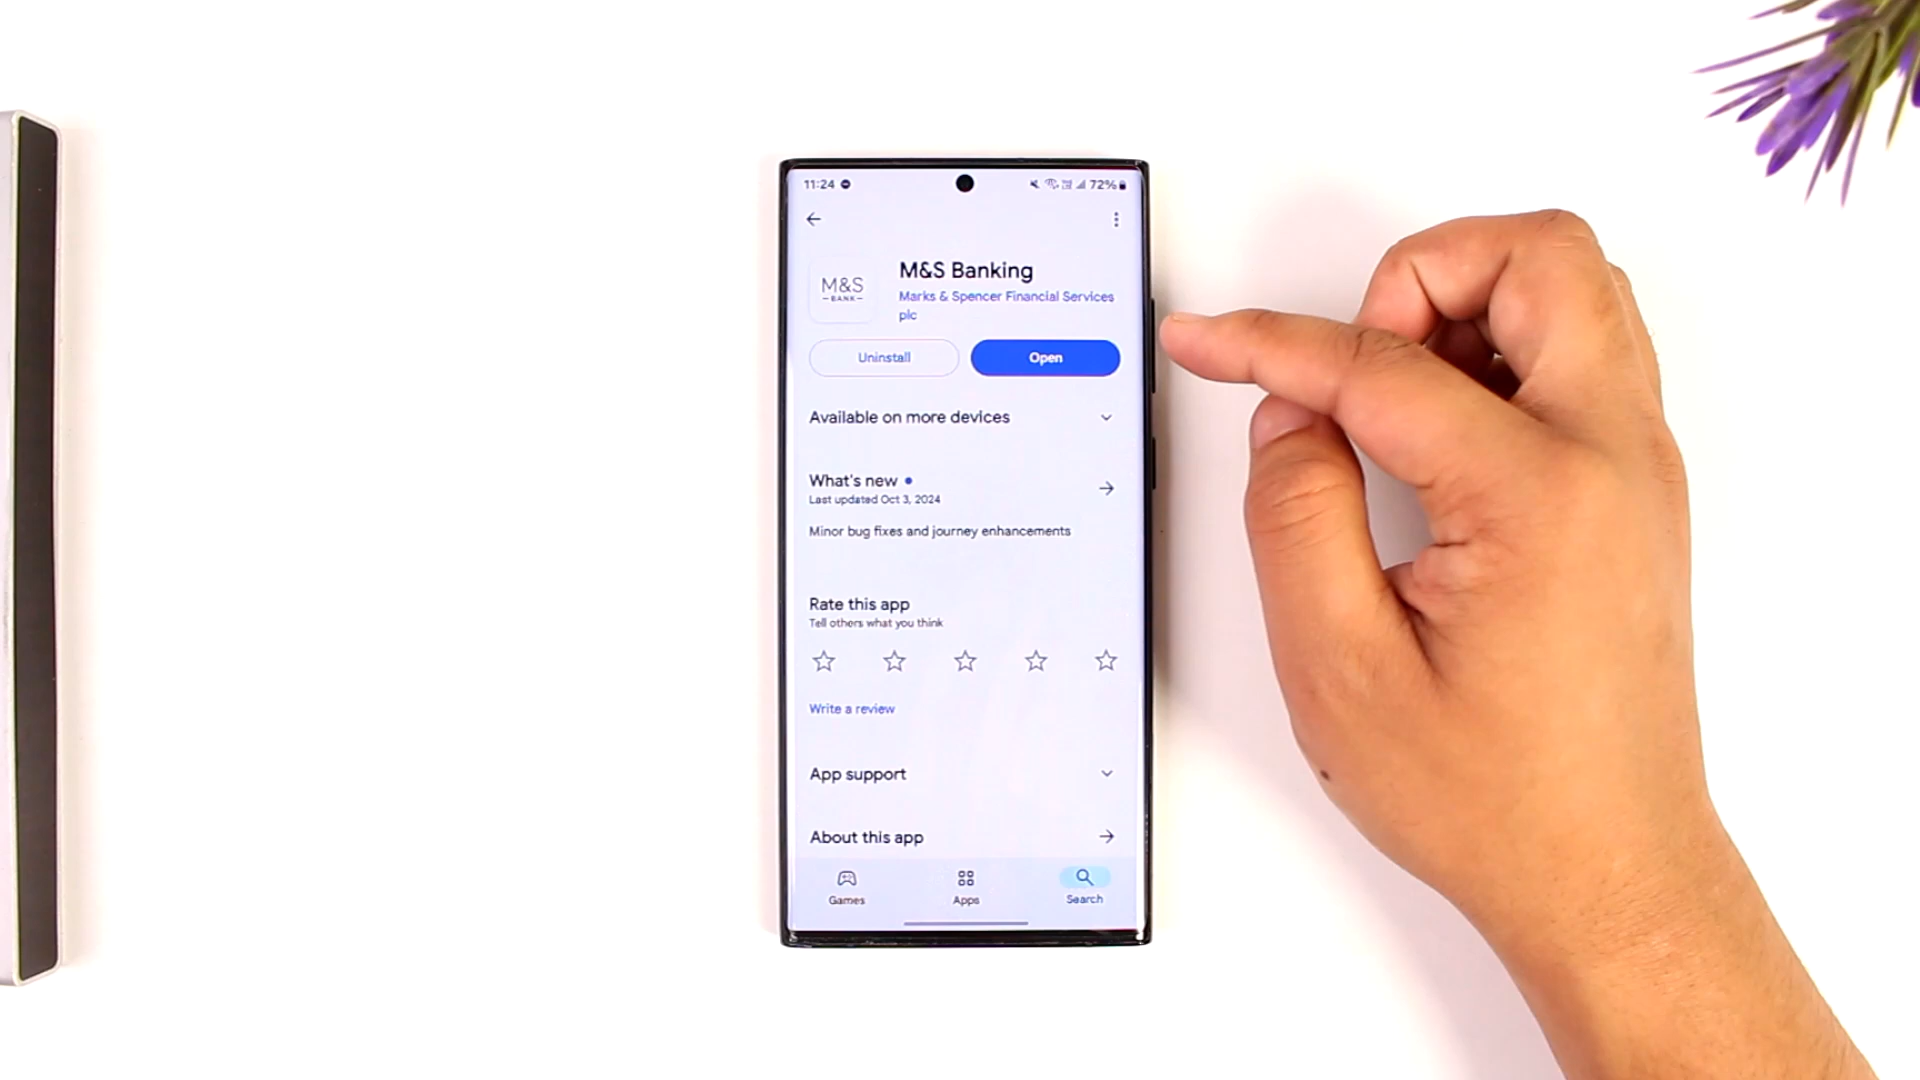 11:24
72%
M&S
BANK
M&S Banking
Marks & Spencer Financial Services
plc
Uninstall
Open
Available on more devices
What's new
Last updated Oct 3, 2024
Minor bug fixes and journey enhancements
Rate this app
Tell others what you think
Write a review
App support
About this app
Games
Apps
Search